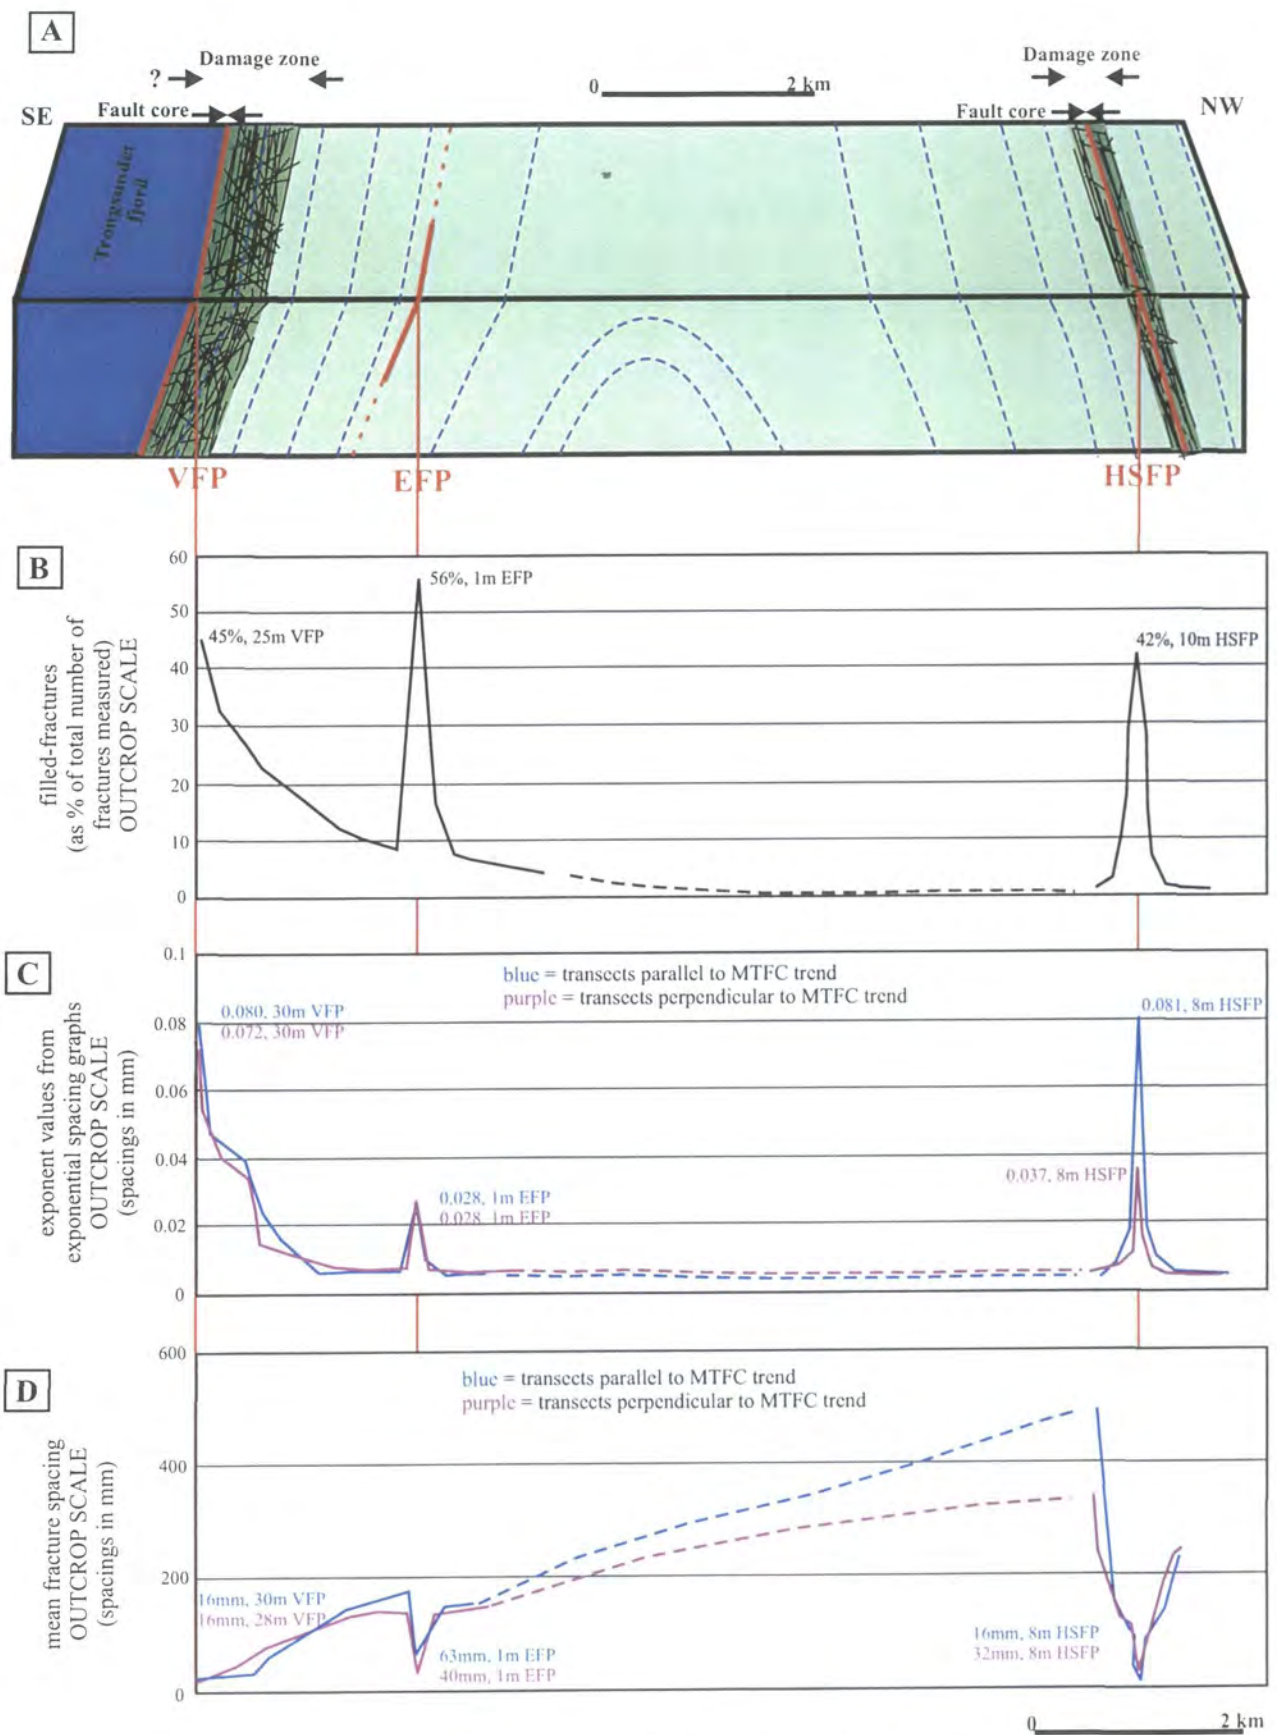 A
Damage zone
?
Fault core
SE
0 2 km
Damage zone
Fault core
NW
Trongsundet
fjord
VFP
EFP
HSFP
B
filled-fractures
(as % of total number of
fractures measured)
OUTCROP SCALE
60
50
40
30
20
10
0
45%, 25m VFP
56%, 1m EFP
42%, 10m HSFP
C
exponent values from
exponential spacing graphs
OUTCROP SCALE
(spacings in mm)
0.1
0.08
0.06
0.04
0.02
0
blue = transects parallel to MTFC trend
purple = transects perpendicular to MTFC trend
0.080, 30m VFP
0.072, 30m VFP
0.028, 1m EFP
0.028, 1m EFP
0.081, 8m HSFP
0.037, 8m HSFP
D
mean fracture spacing
OUTCROP SCALE
(spacings in mm)
600
400
200
0
blue = transects parallel to MTFC trend
purple = transects perpendicular to MTFC trend
16mm, 30m VFP
16mm, 28m VFP
63mm, 1m EFP
40mm, 1m EFP
16mm, 8m HSFP
32mm, 8m HSFP
0 2 km